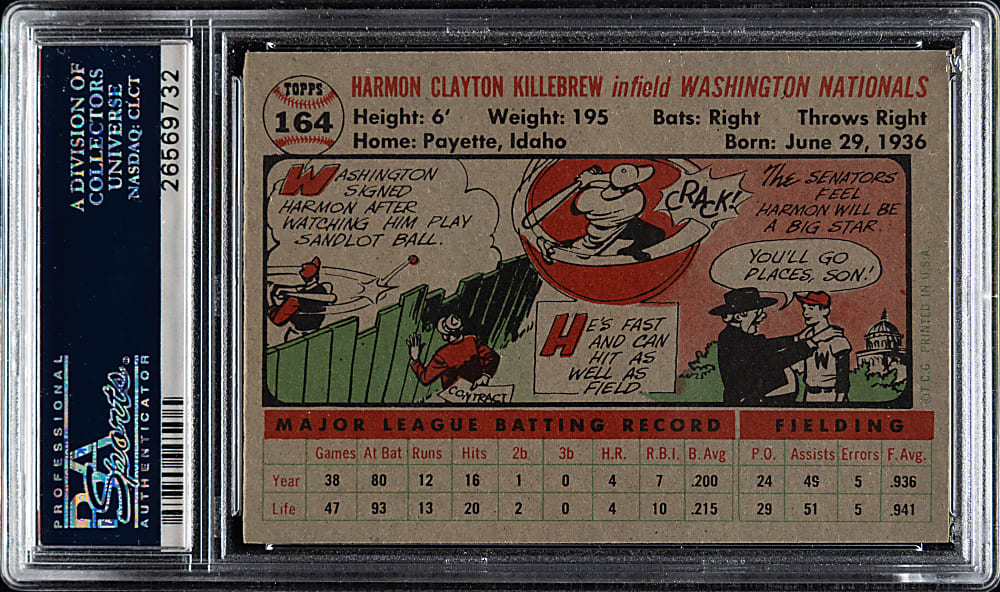 A DIVISION OF
COLLECTORS
UNIVERSE
NASDAQ: CLCT
26569732
PROFESSIONAL
PSA
Sports
AUTHENTICATOR
TOPPS
164
HARMON CLAYTON KILLEBREW infield WASHINGTON NATIONALS
Height: 6' Weight: 195 Bats: Right Throws Right
Home: Payette, Idaho Born: June 29, 1936
WASHINGTON
SIGNED
HARMON AFTER
WATCHING HIM PLAY
SANDLOT BALL.
CONTRACT
CRACK!
HE'S FAST
AND CAN
HIT AS
WELL AS
FIELD.
THE SENATORS
FEEL
HARMON WILL BE
A BIG STAR.
YOU'LL GO
PLACES, SON!
W
© T.C.G. PRINTED IN U.S.A.
MAJOR LEAGUE BATTING RECORD FIELDING
Games At Bat Runs Hits 2b 3b H.R. R.B.I. B. Avg P.O. Assists Errors F. Avg.
Year 38 80 12 16 1 0 4 7 .200 24 49 5 .936
Life 47 93 13 20 2 0 4 10 .215 29 51 5 .941